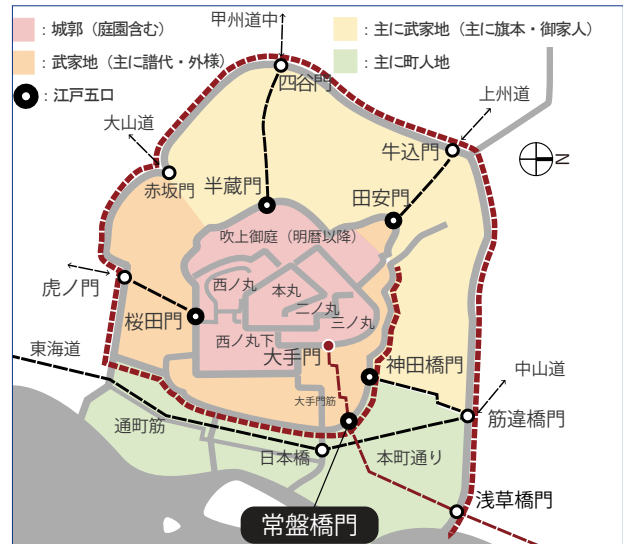 ：城郭（庭園含む）
：武家地（主に譜代・外様）
：江戸五口
：主に武家地（主に旗本・御家人）
：主に町人地
甲州道中
四谷門
上州道
大山道
牛込門
N
赤坂門
半蔵門
田安門
吹上御庭（明暦以降）
虎ノ門
西ノ丸
本丸
二ノ丸
三ノ丸
桜田門
西ノ丸下
大手門
東海道
神田橋門
中山道
大手門筋
通町筋
筋違橋門
日本橋
本町通り
浅草橋門
常盤橋門